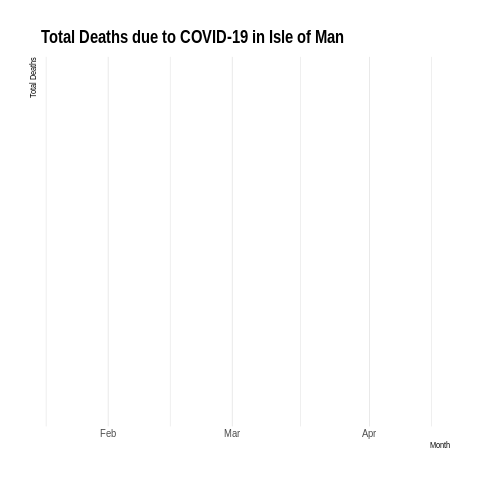 Total Deaths due to COVID-19 in Isle of Man
Total Deaths
Feb Mar Apr
Month